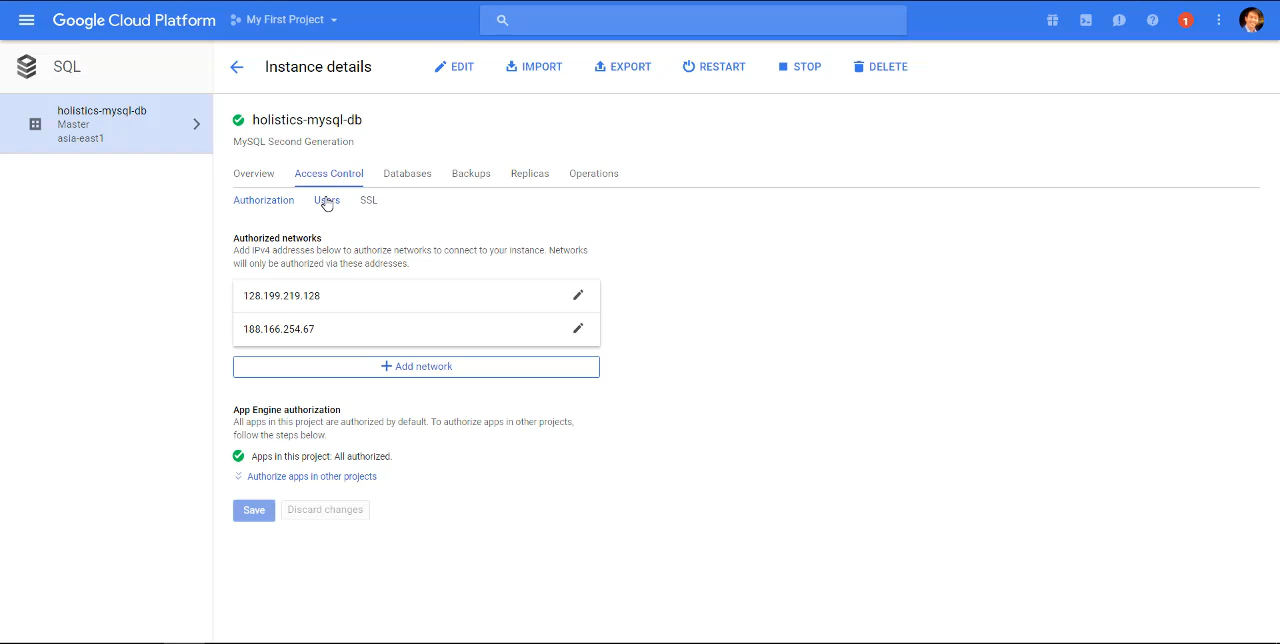 Google Cloud Platform My First Project 1
SQL
Instance details EDIT IMPORT EXPORT RESTART STOP DELETE
holistics-mysql-db
Master
asia-east1
holistics-mysql-db
MySQL Second Generation
Overview Access Control Databases Backups Replicas Operations
Authorization Users SSL
Authorized networks
Add IPv4 addresses below to authorize networks to connect to your instance. Networks
will only be authorized via these addresses.
128.199.219.128
188.166.254.67
Add network
App Engine authorization
All apps in this project are authorized by default. To authorize apps in other projects,
follow the steps below.
Apps in this project: All authorized.
Authorize apps in other projects
Save Discard changes